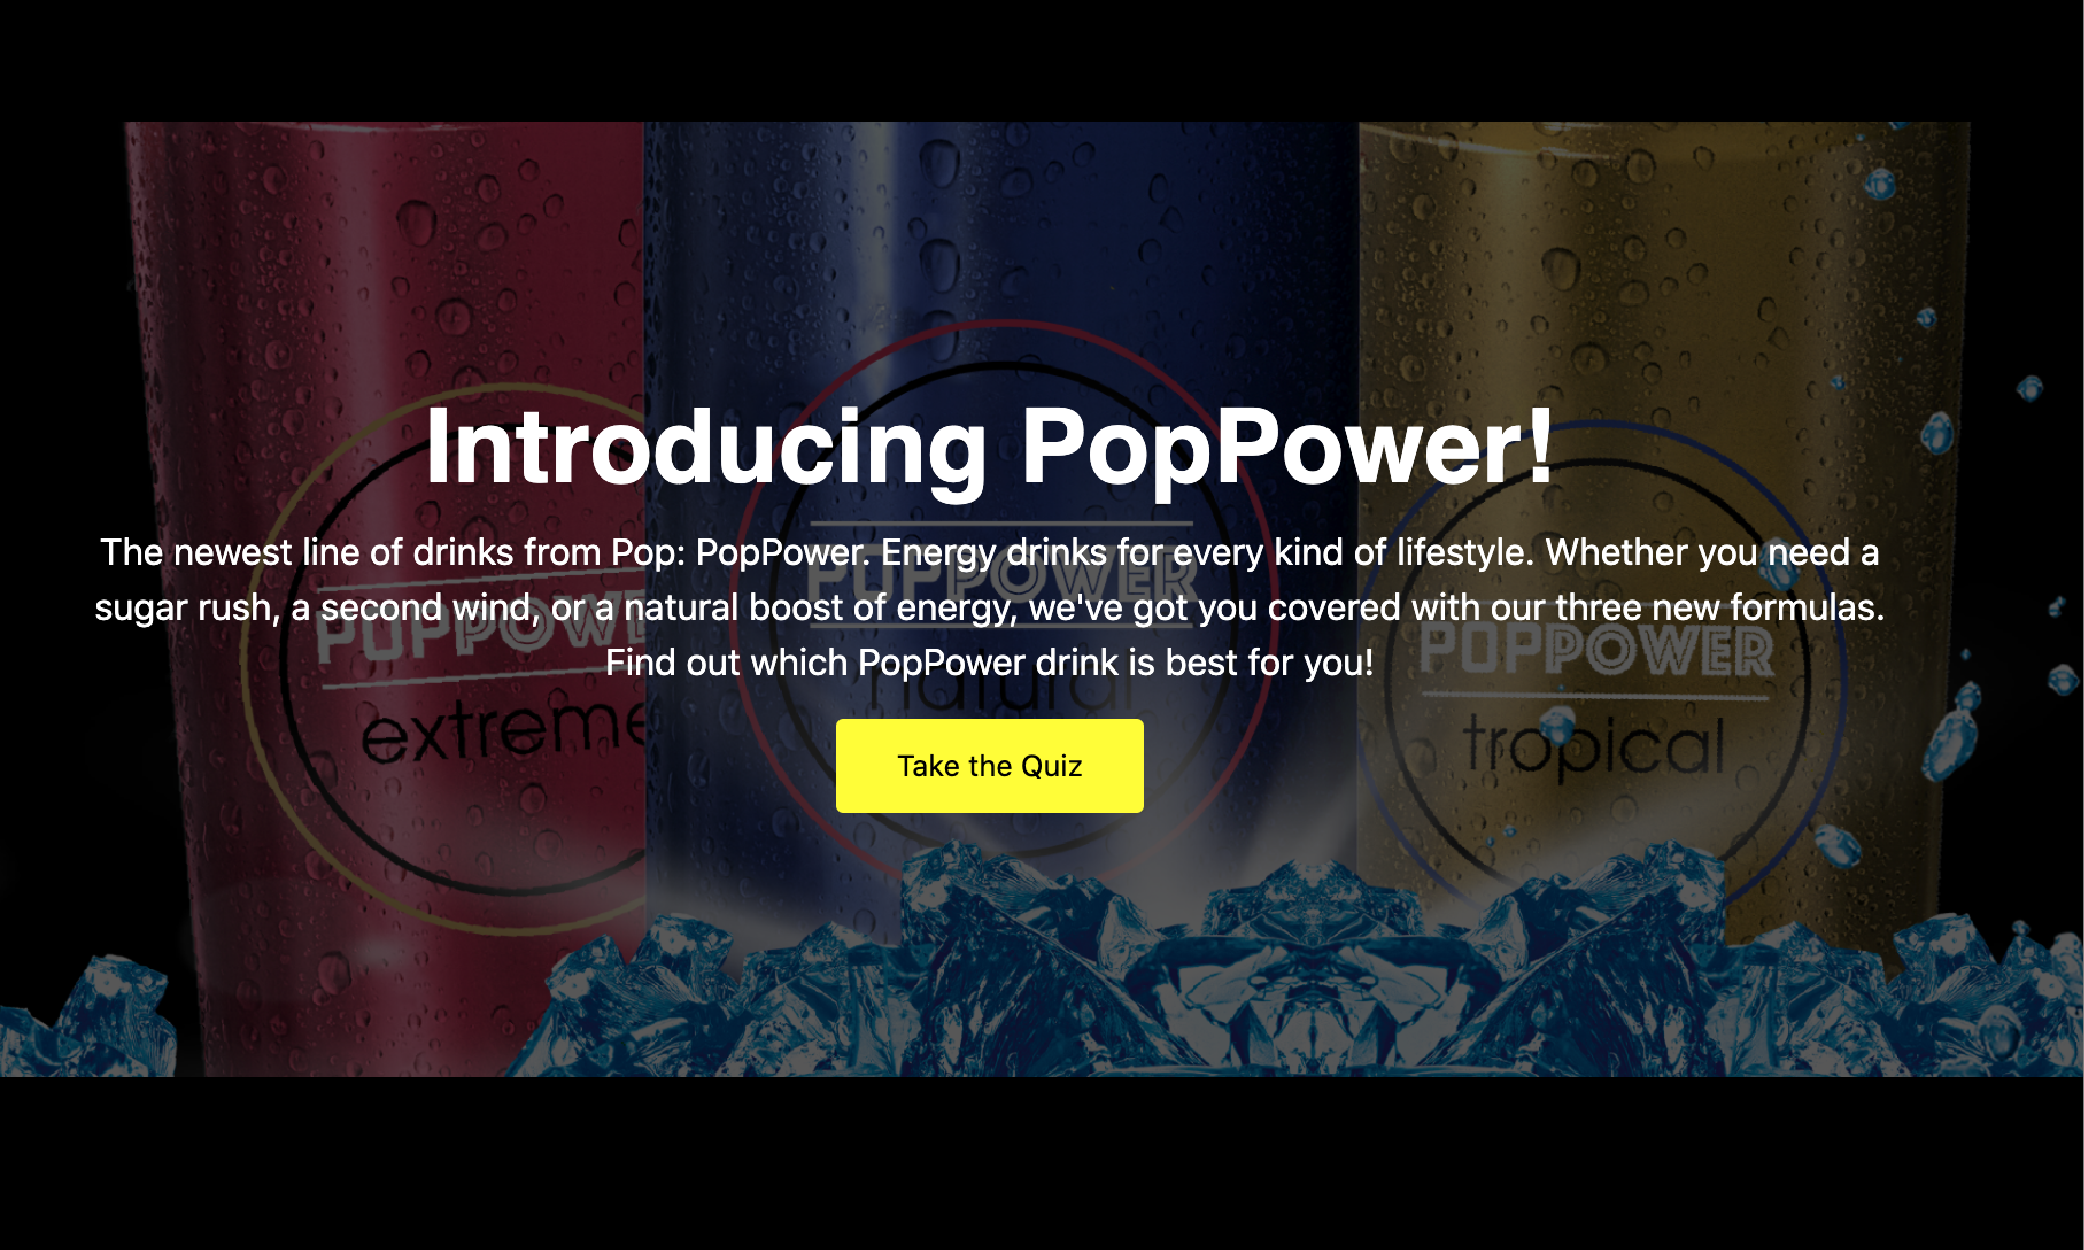 Introducing PopPower!
The newest line of drinks from Pop: PopPower. Energy drinks for every kind of lifestyle. Whether you need a
sugar rush, a second wind, or a natural boost of energy, we've got you covered with our three new formulas.
Find out which PopPower drink is best for you!
Take the Quiz
POPPOWE
extreme
POPPOWER
natural
POPPOWER
tropical